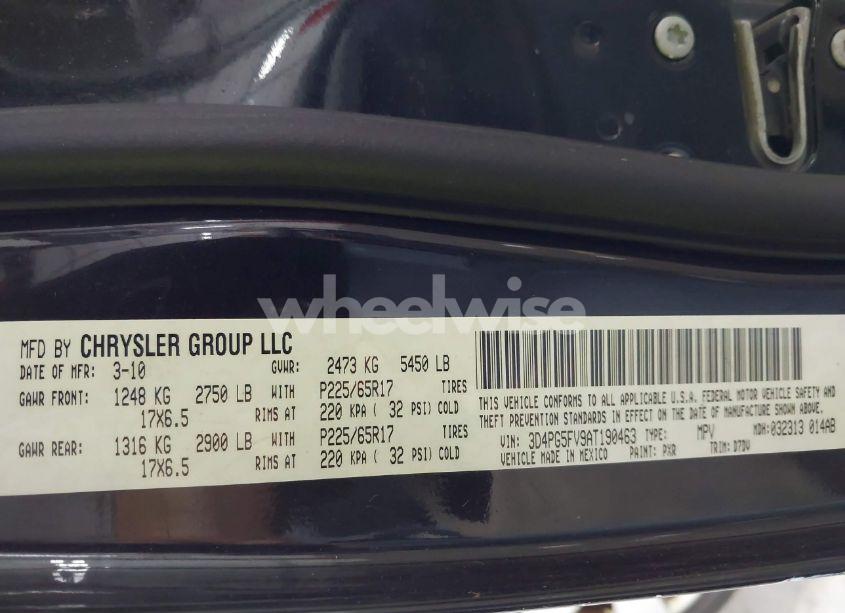 wheelwise
MFD BY CHRYSLER GROUP LLC
DATE OF MFR: 3-10 GVWR: 2473 KG 5450 LB
GAWR FRONT: 1248 KG 2750 LB WITH P225/65R17 TIRES
17X6.5 RIMS AT 220 KPA ( 32 PSI) COLD
GAWR REAR: 1316 KG 2900 LB WITH P225/65R17 TIRES
17X6.5 RIMS AT 220 KPA ( 32 PSI) COLD
THIS VEHICLE CONFORMS TO ALL APPLICABLE U.S.A. FEDERAL MOTOR VEHICLE SAFETY AND
THEFT PREVENTION STANDARDS IN EFFECT ON THE DATE OF MANUFACTURE SHOWN ABOVE.
VIN: 3D4PG5FV9AT190463 TYPE: MPV MDH: 032313 014AB
VEHICLE MADE IN MEXICO PAINT: PXR TRIM: D7DV